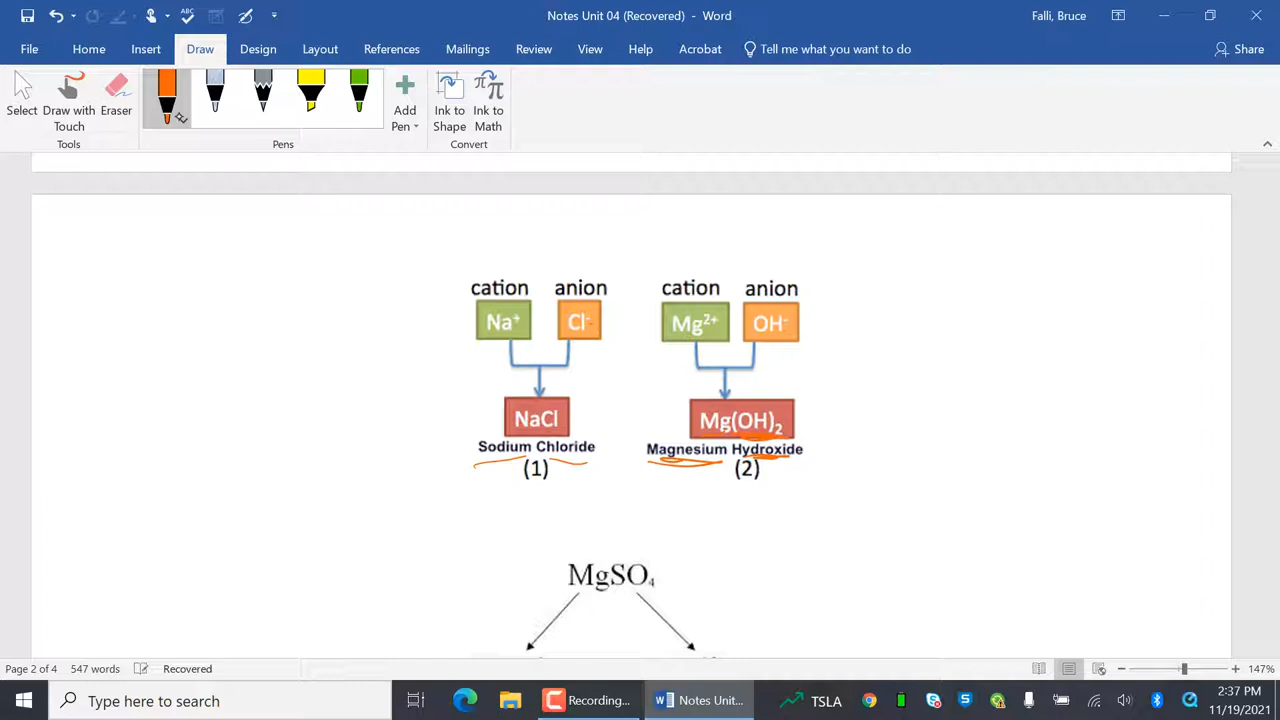 Notes Unit 04 (Recovered) - Word
Falli, Bruce
File Home Insert Draw Design Layout References Mailings Review View Help Acrobat Tell me what you want to do Share
Select Draw with Touch Eraser Add Pen Ink to Shape Ink to Math
Tools Pens Convert
cation anion cation anion
Na⁺ Cl⁻ Mg²⁺ OH⁻
NaCl Mg(OH)₂
Sodium Chloride Magnesium Hydroxide
(1) (2)
MgSO₄
Page 2 of 4 547 words Recovered 147%
Type here to search Recording... Notes Unit... TSLA 2:37 PM
11/19/2021